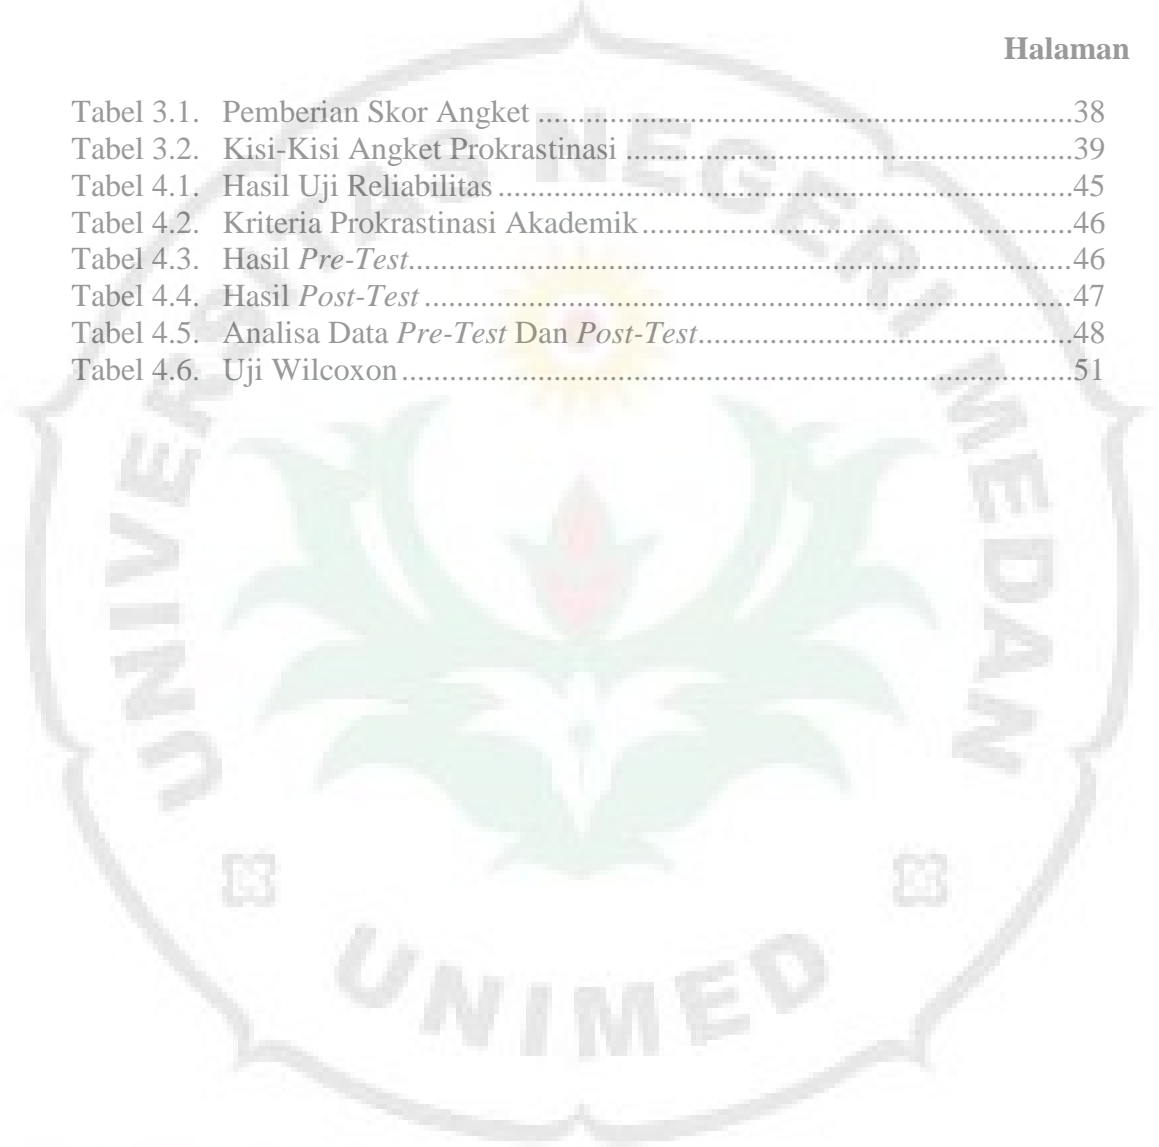 Halaman
Tabel 3.1. Pemberian Skor Angket ....................................................................38
Tabel 3.2. Kisi-Kisi Angket Prokrastinasi .........................................................39
Tabel 4.1. Hasil Uji Reliabilitas .........................................................................45
Tabel 4.2. Kriteria Prokrastinasi Akademik .......................................................46
Tabel 4.3. Hasil Pre-Test....................................................................................46
Tabel 4.4. Hasil Post-Test ..................................................................................47
Tabel 4.5. Analisa Data Pre-Test Dan Post-Test................................................48
Tabel 4.6. Uji Wilcoxon .....................................................................................51
UNIVERSITAS NEGERI MEDAN
UNIMED